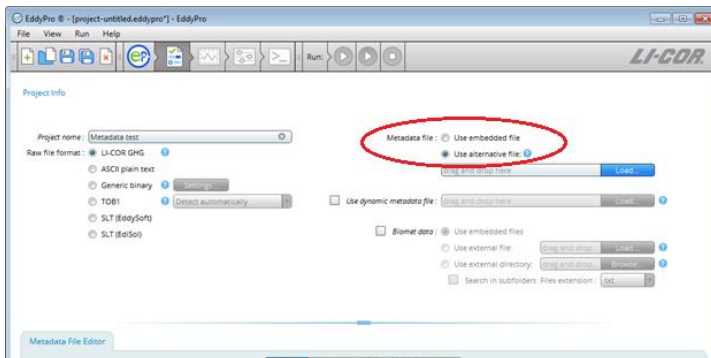 EddyPro ® - [project-untitled.eddypro*] - EddyPro
File View Run Help
eP Run: LI-COR
Project Info
Project name : Metadata test
Metadata file : Use embedded file
Raw file format : LI-COR GHG
Use alternative file:
ASCII plain text
drag and drop here Load...
Generic binary Settings...
Use dynamic metadata file : drag and drop here Load...
TOB1 Detect automatically
SLT (EddySoft)
Biomet data : Use embedded files
SLT (EdiSol)
Use external file: drag and drop Load...
Use external directory: drag and drop Browse...
Search in subfolders Files extension : txt
Metadata File Editor